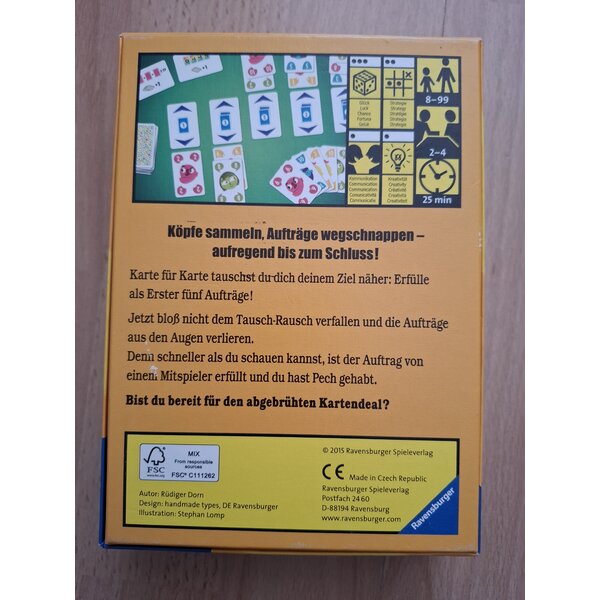 Glück
Luck
Chance
Fortuna
Geluk
Strategie
Strategy
Stratégie
Strategia
Strategie
8–99
Kommunikation
Communication
Communication
Comunicatività
Communicatie
Kreativität
Creativity
Créativité
Creatività
Creativiteit
2–4
25 min
Köpfe sammeln, Aufträge wegschnappen –
aufregend bis zum Schluss!
Karte für Karte tauschst du dich deinem Ziel näher: Erfülle
als Erster fünf Aufträge!
Jetzt bloß nicht dem Tausch-Rausch verfallen und die Aufträge
aus den Augen verlieren.
Denn schneller als du schauen kannst, ist der Auftrag von
einem Mitspieler erfüllt und du hast Pech gehabt.
Bist du bereit für den abgebrühten Kartendeal?
FSC
www.fsc.org
MIX
From responsible
sources
FSC® C111262
Autor: Rüdiger Dorn
Design: handmade types, DE Ravensburger
Illustration: Stephan Lomp
© 2015 Ravensburger Spieleverlag
CE Made in Czech Republic
Ravensburger Spieleverlag
Postfach 24 60
D-88194 Ravensburg
www.ravensburger.com
Ravensburger